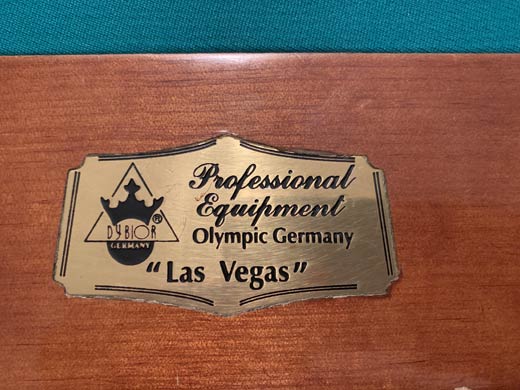 DYBIOR®
GERMANY
Professional
Equipment
Olympic Germany
"Las Vegas"